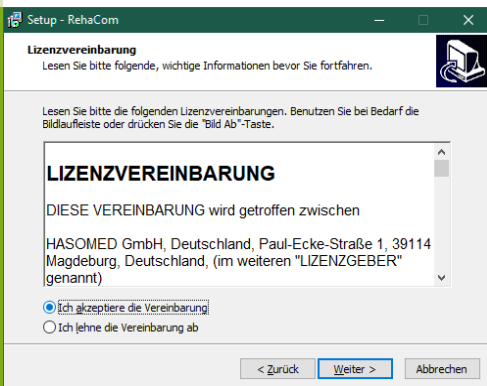 Setup - RehaCom
Lizenzvereinbarung
Lesen Sie bitte folgende, wichtige Informationen bevor Sie fortfahren.
Lesen Sie bitte die folgenden Lizenzvereinbarungen. Benutzen Sie bei Bedarf die
Bildlaufleiste oder drücken Sie die "Bild Ab"-Taste.
LIZENZVEREINBARUNG
DIESE VEREINBARUNG wird getroffen zwischen
HASOMED GmbH, Deutschland, Paul-Ecke-Straße 1, 39114
Magdeburg, Deutschland, (im weiteren "LIZENZGEBER"
genannt)
Ich akzeptiere die Vereinbarung
Ich lehne die Vereinbarung ab
< Zurück Weiter > Abbrechen